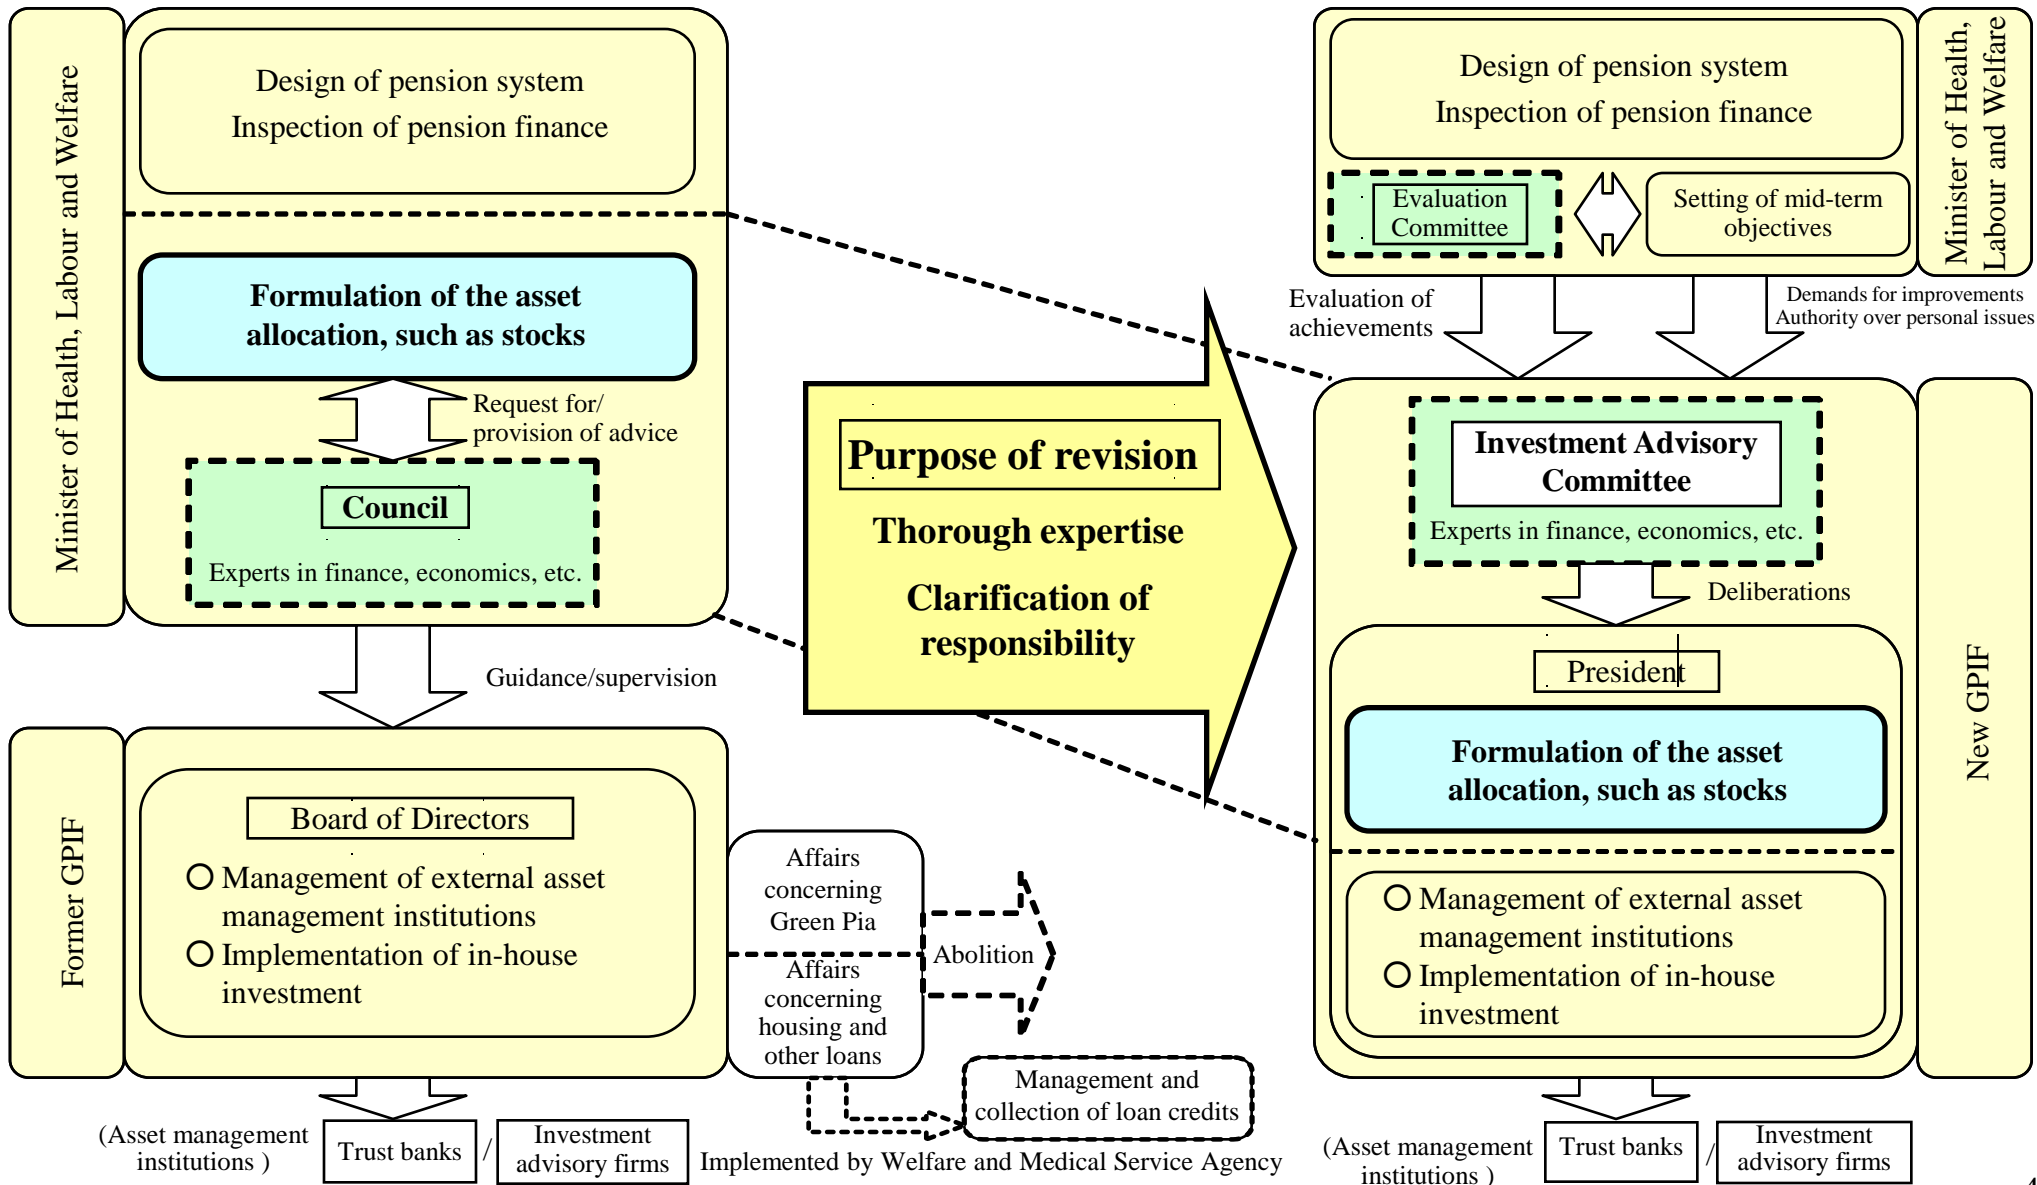 Minister of Health, Labour and Welfare
Design of pension system
Inspection of pension finance
Formulation of the asset
allocation, such as stocks
Request for/
provision of advice
Council
Experts in finance, economics, etc.
Guidance/supervision
Former GPIF
Board of Directors
○ Management of external asset
management institutions
○ Implementation of in-house
investment
Affairs
concerning
Green Pia
Affairs
concerning
housing and
other loans
Abolition
Management and
collection of loan credits
Implemented by Welfare and Medical Service Agency
(Asset management
institutions )
Trust banks
/
Investment
advisory firms
Purpose of revision
Thorough expertise
Clarification of
responsibility
Design of pension system
Inspection of pension finance
Evaluation
Committee
Setting of mid-term
objectives
Minister of Health,
Labour and Welfare
Evaluation of
achievements
Demands for improvements
Authority over personal issues
Investment Advisory
Committee
Experts in finance, economics, etc.
Deliberations
President
Formulation of the asset
allocation, such as stocks
○ Management of external asset
management institutions
○ Implementation of in-house
investment
New GPIF
(Asset management
institutions )
Trust banks
/
Investment
advisory firms